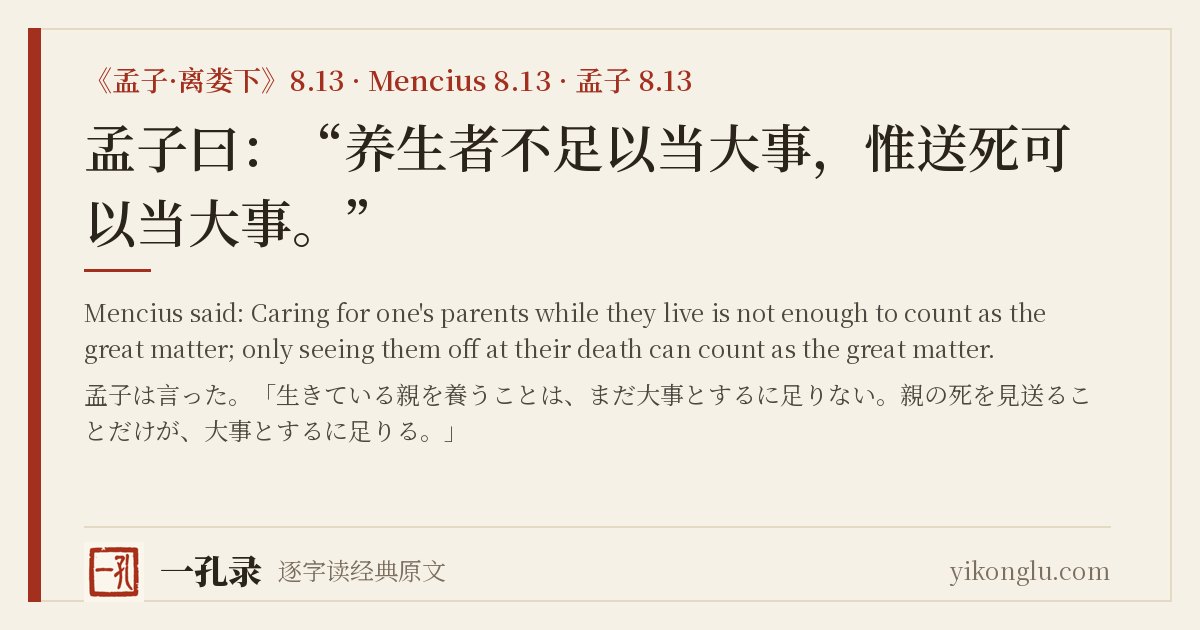 《孟子·离娄下》8.13 · Mencius 8.13 · 孟子 8.13
孟子曰：“养生者不足以当大事，惟送死可
以当大事。”
Mencius said: Caring for one's parents while they live is not enough to count as the
great matter; only seeing them off at their death can count as the great matter.
孟子は言った。「生きている親を養うことは、まだ大事とするに足りない。親の死を見送るこ
とだけが、大事とするに足りる。」
一孔
一孔录 逐字读经典原文 yikonglu.com